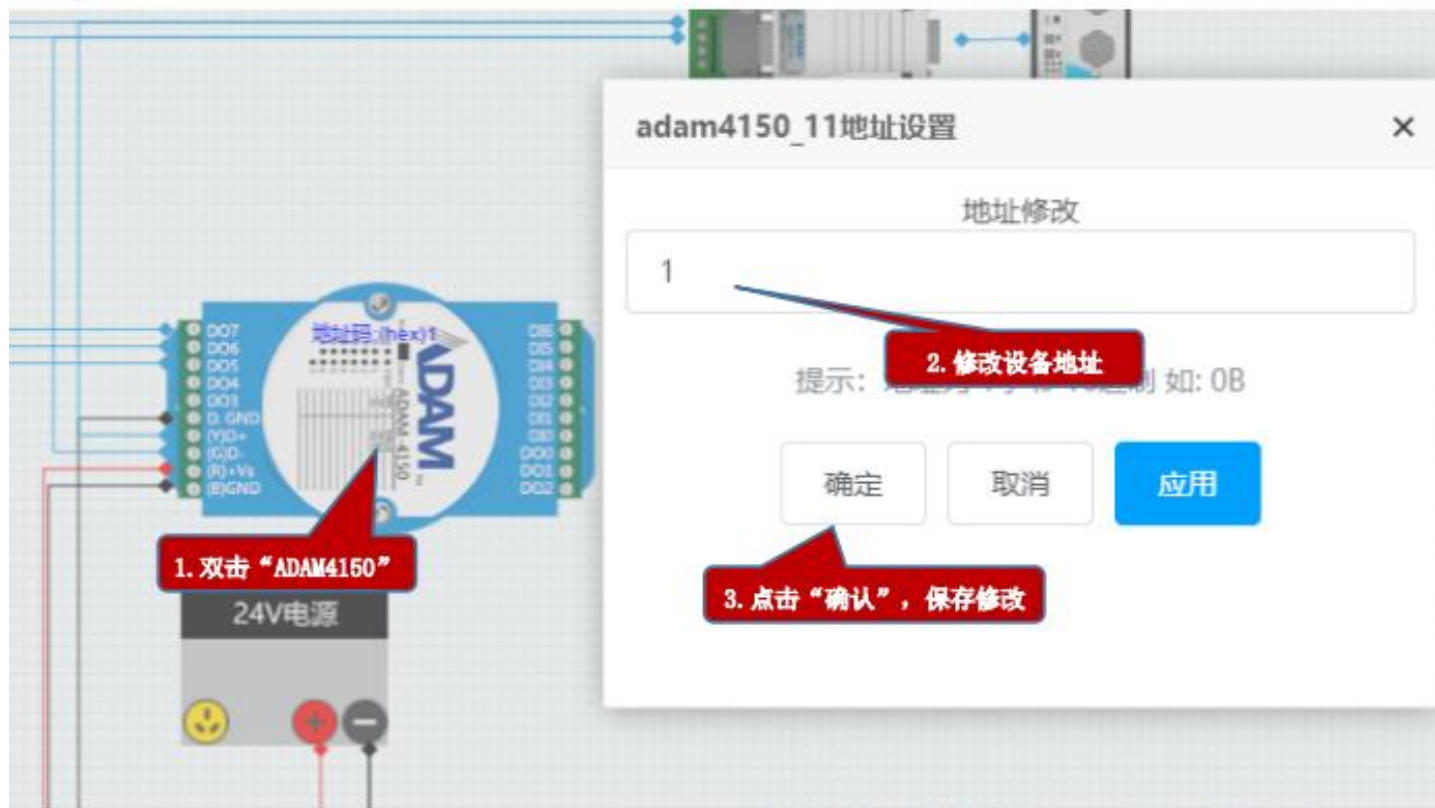 adam4150_11地址设置
×
地址修改
1
2. 修改设备地址
提示:
进制 如: 0B
确定
取消
应用
3. 点击“确认”，保存修改
地址码:(hex)1
DO7
DO6
DO5
DO4
DO3
D. GND
(Y)D+
(G)D-
(R)+Vs
(B)GND
ADAM
ADAM-4150
DI6
DI5
DI4
DI3
DI2
DI1
DI0
DO0
DO1
DO2
1. 双击“ADAM4150”
24V电源